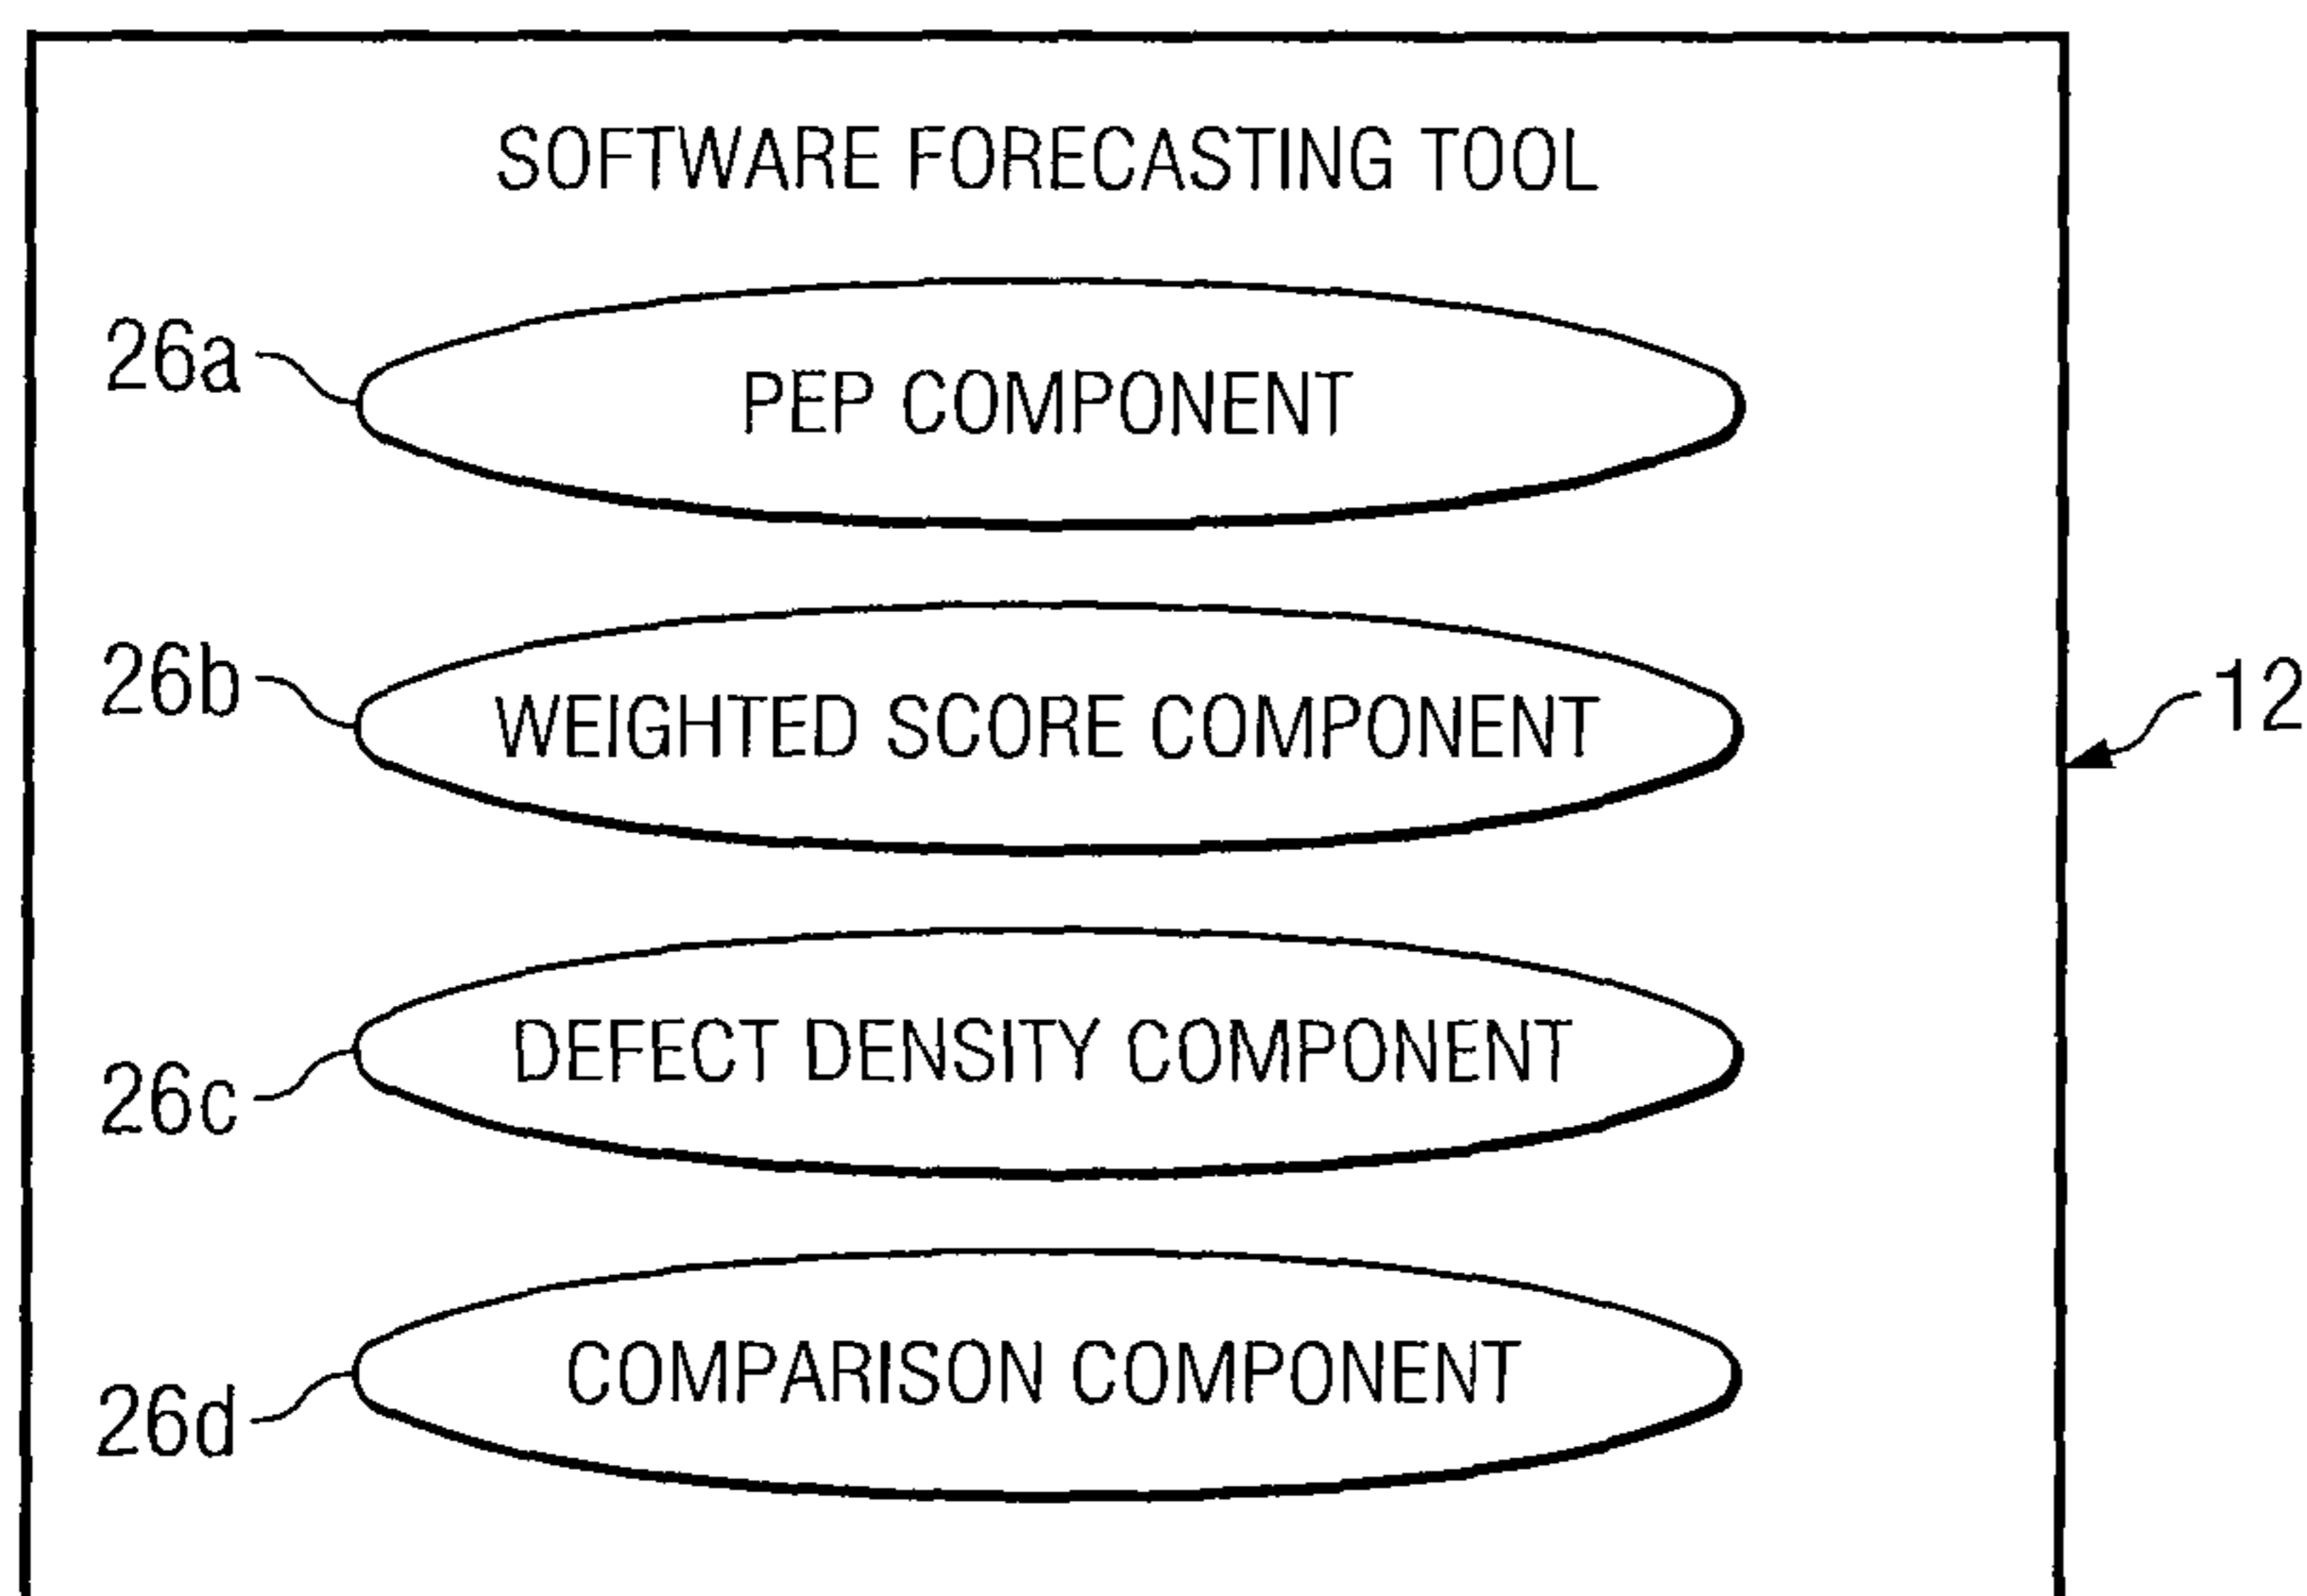 SOFTWARE FORECASTING TOOL
26a
PEP COMPONENT
26b
WEIGHTED SCORE COMPONENT
12
26c
DEFECT DENSITY COMPONENT
26d
COMPARISON COMPONENT